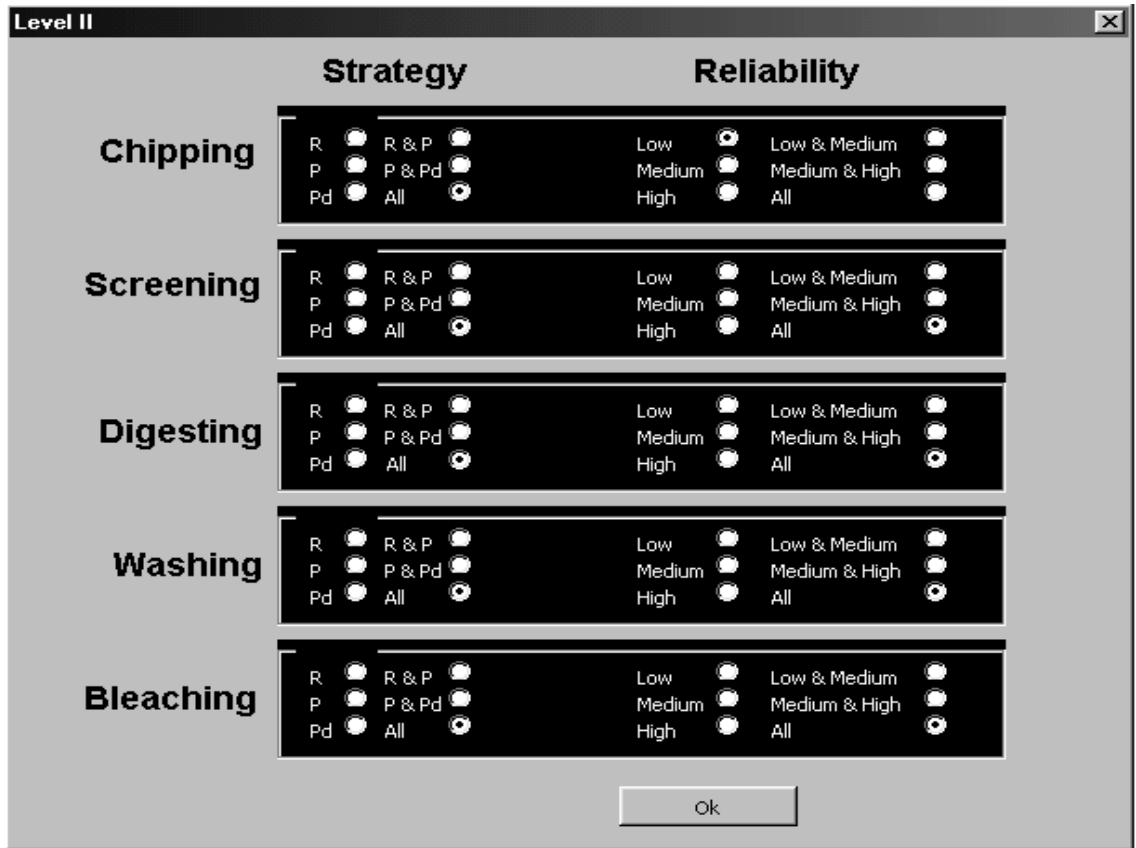 Level II
Strategy Reliability
Chipping
R R & P Low Low & Medium
P P & Pd Medium Medium & High
Pd All High All
Screening
R R & P Low Low & Medium
P P & Pd Medium Medium & High
Pd All High All
Digesting
R R & P Low Low & Medium
P P & Pd Medium Medium & High
Pd All High All
Washing
R R & P Low Low & Medium
P P & Pd Medium Medium & High
Pd All High All
Bleaching
R R & P Low Low & Medium
P P & Pd Medium Medium & High
Pd All High All
Ok